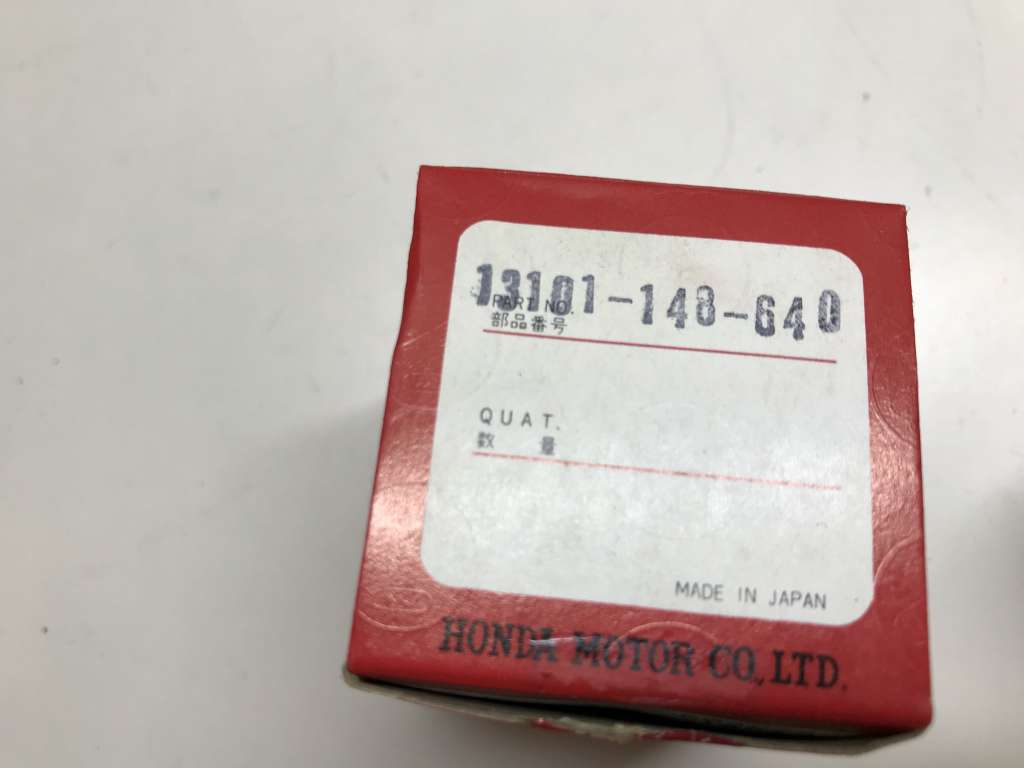 13101-148-640
PART NO.
部品番号
QUAT.
数 量
MADE IN JAPAN
HONDA MOTOR CO., LTD.